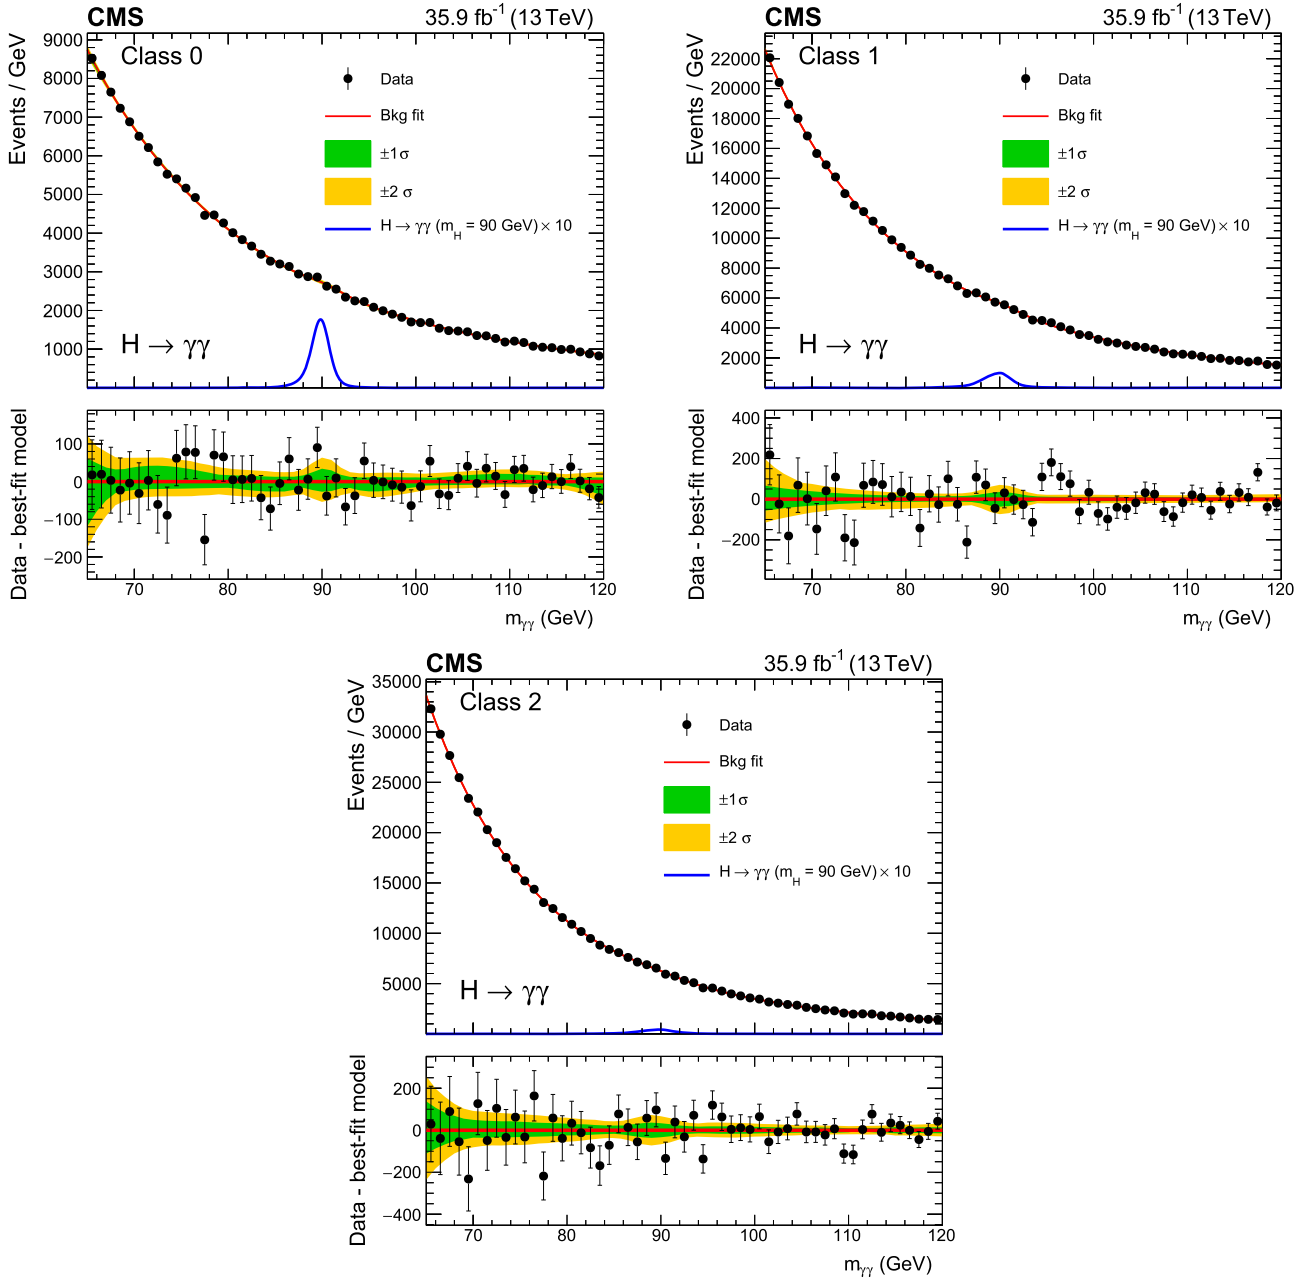 CMS 35.9 fb⁻¹ (13 TeV)
Events / GeV
9000
8000
7000
6000
5000
4000
3000
2000
1000
Class 0
Data
Bkg fit
±1σ
±2 σ
H → γγ (m_H = 90 GeV) × 10
H → γγ
Data - best-fit model
100
0
−100
−200
70 80 90 100 110 120
m_γγ (GeV)
CMS 35.9 fb⁻¹ (13 TeV)
Events / GeV
22000
20000
18000
16000
14000
12000
10000
8000
6000
4000
2000
Class 1
Data
Bkg fit
±1σ
±2 σ
H → γγ (m_H = 90 GeV) × 10
H → γγ
Data - best-fit model
400
200
0
−200
70 80 90 100 110 120
m_γγ (GeV)
CMS 35.9 fb⁻¹ (13 TeV)
Events / GeV
35000
30000
25000
20000
15000
10000
5000
Class 2
Data
Bkg fit
±1σ
±2 σ
H → γγ (m_H = 90 GeV) × 10
H → γγ
Data - best-fit model
200
0
−200
−400
70 80 90 100 110 120
m_γγ (GeV)